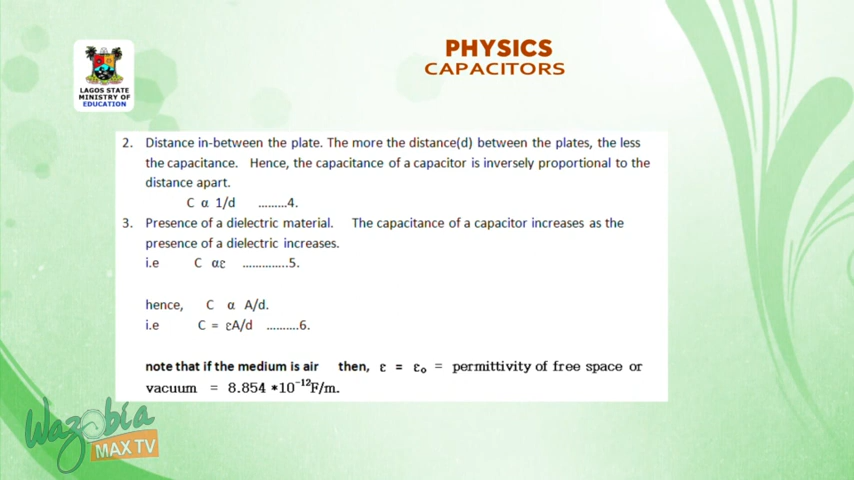 PHYSICS
CAPACITORS
LAGOS STATE
MINISTRY OF
EDUCATION
2. Distance in-between the plate. The more the distance(d) between the plates, the less
the capacitance. Hence, the capacitance of a capacitor is inversely proportional to the
distance apart.
C α 1/d .........4.
3. Presence of a dielectric material. The capacitance of a capacitor increases as the
presence of a dielectric increases.
i.e C αε ..............5.
hence, C α A/d.
i.e C = εA/d ..........6.
note that if the medium is air then, ε = ε₀ = permittivity of free space or
vacuum = 8.854 *10⁻¹²F/m.
Wazobia
MAX TV